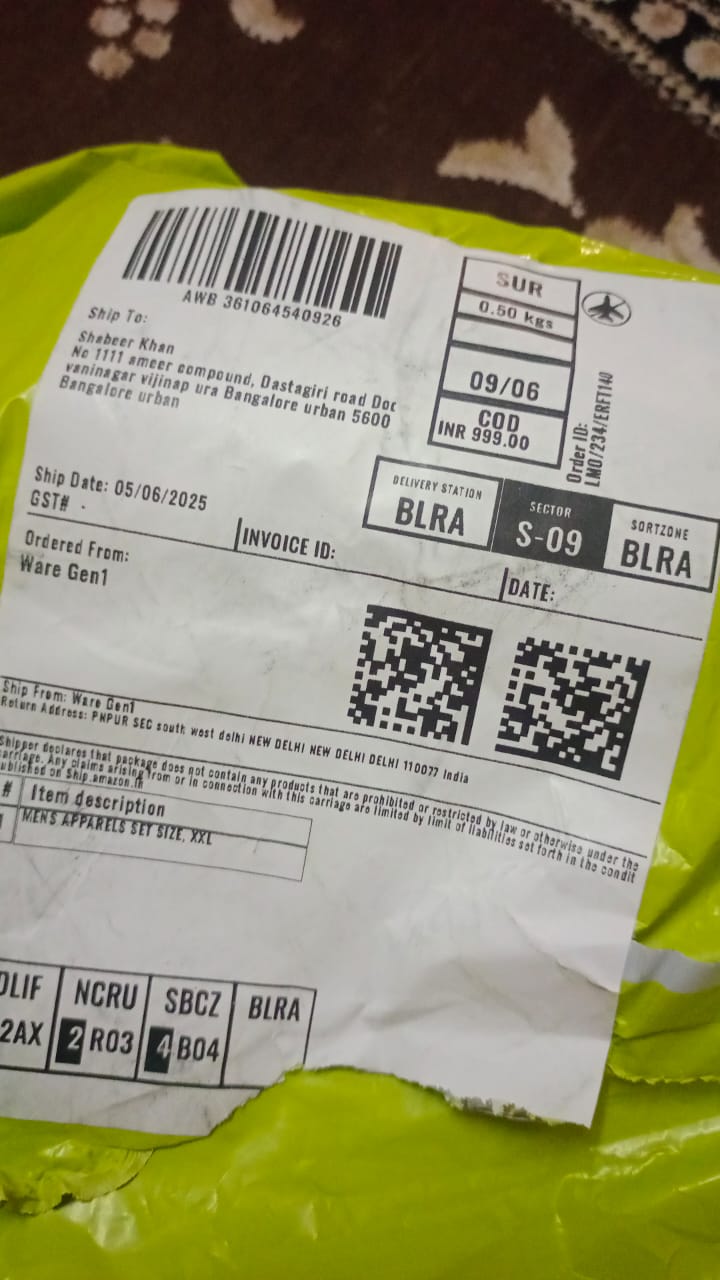 AWB 361064540926
SUR
0.50 kgs
09/06
COD
INR 999.00
Order ID:
LMO/234/ERFT140
Ship To:
Shabeer Khan
No 1111 ameer compound, Dastagiri road Doc
vaninagar vijinap ura Bangalore urban 5600
Bangalore urban
Ship Date: 05/06/2025
GST# -
DELIVERY STATION
BLRA
SECTOR
S-09
SORTZONE
BLRA
INVOICE ID:
DATE:
Ordered From:
Ware Gen1
Ship From: Ware Gen1
Return Address: PNPUR SEC south west delhi NEW DELHI NEW DELHI DELHI 110077 India
Shipper declares that package does not contain any products that are prohibited or restricted by law or otherwise under the
carriage. Any claims arising from or in connection with this carriage are limited by limit of liabilities set forth in the condit
ublished on Ship.amazon.in
# Item description
1 MENS APPARELS SET SIZE, XXL
DLIF NCRU SBCZ BLRA
2AX 2 R03 4 B04